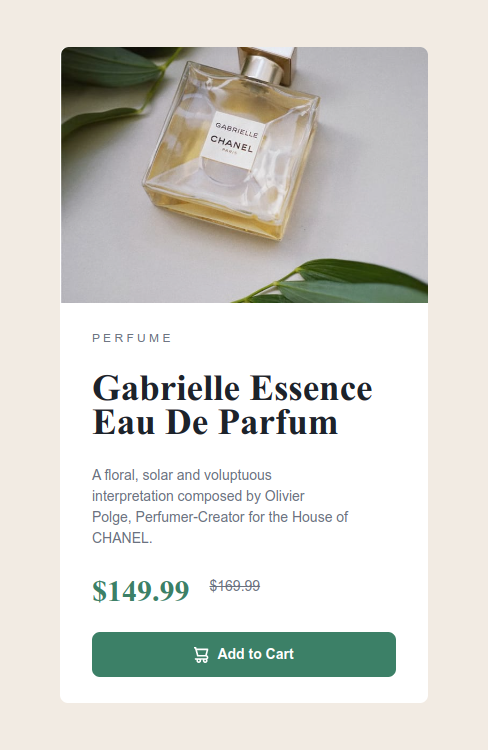 GABRIELLE
CHANEL
PARIS
PERFUME
Gabrielle Essence
Eau De Parfum
A floral, solar and voluptuous
interpretation composed by Olivier
Polge, Perfumer-Creator for the House of
CHANEL.
$149.99 $169.99
Add to Cart